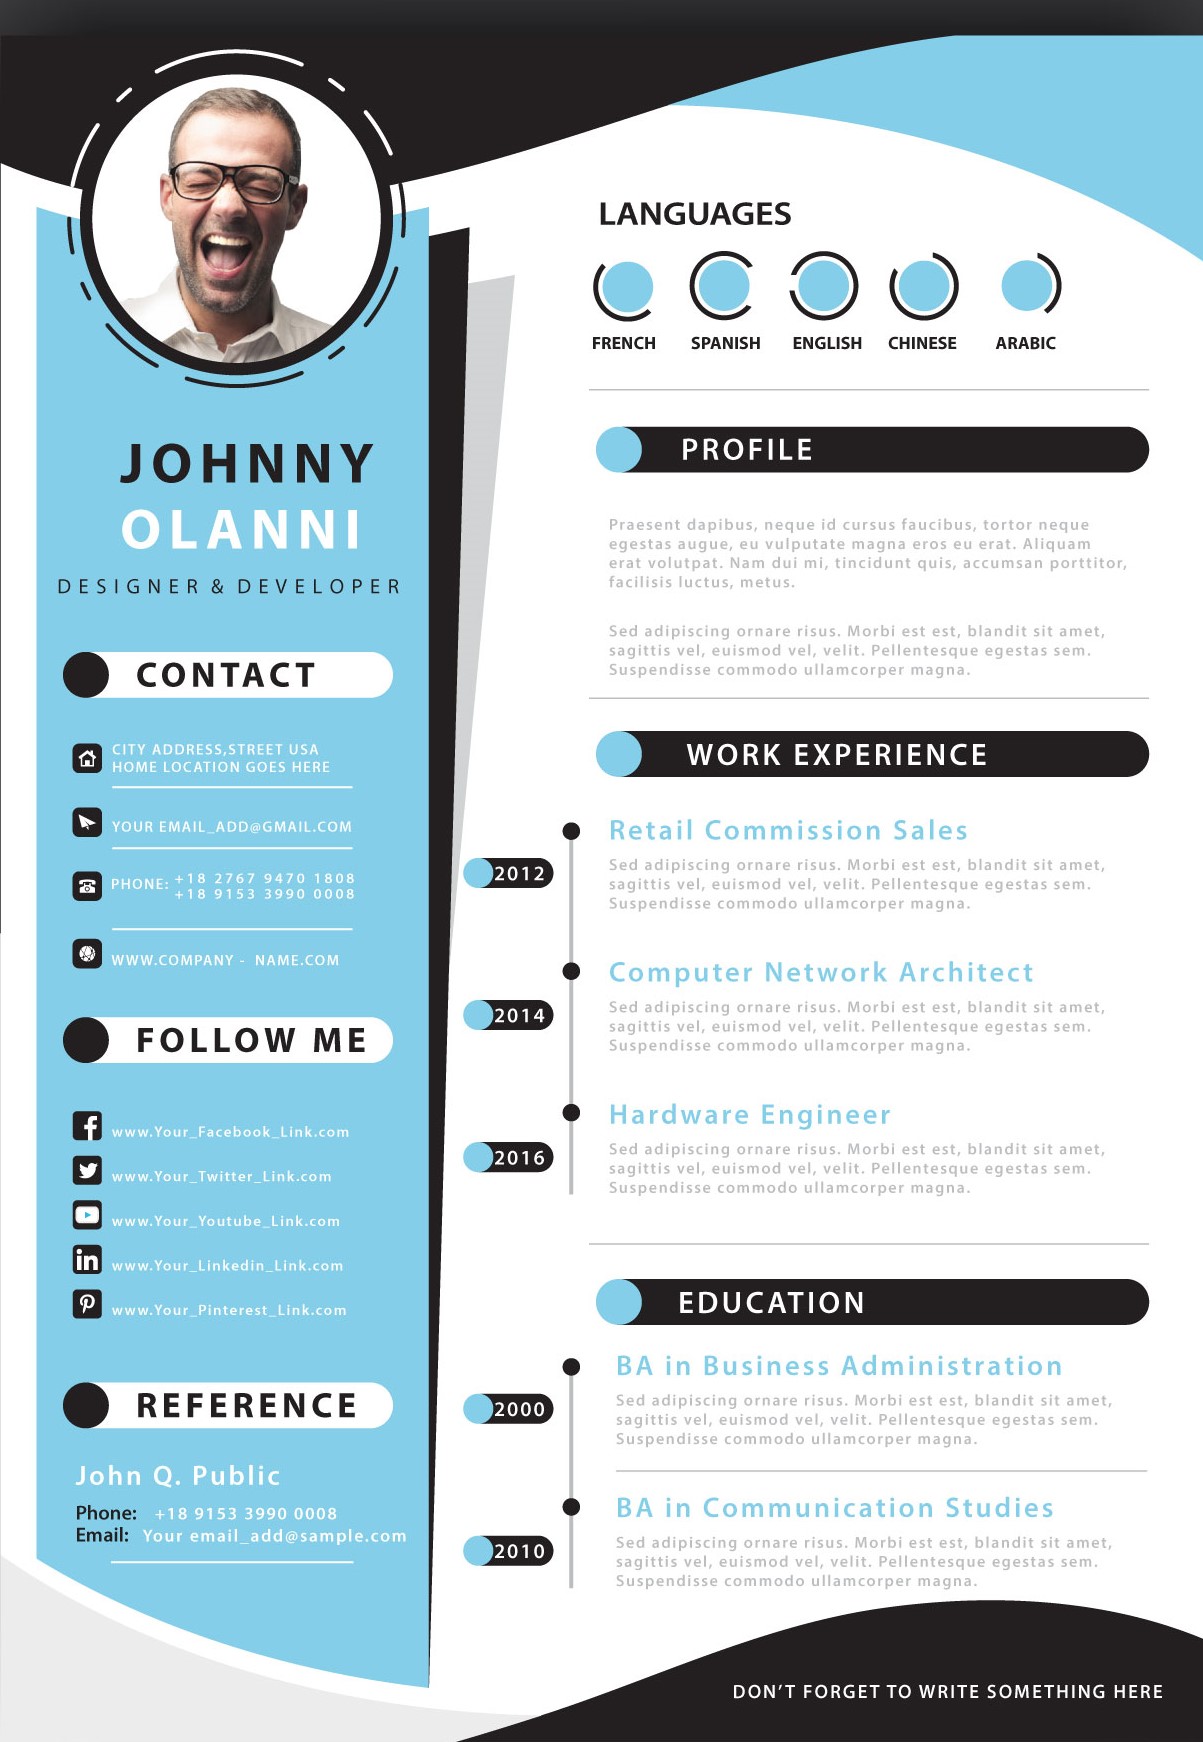 JOHNNY
OLANNI
DESIGNER & DEVELOPER
CONTACT
CITY ADDRESS,STREET USA
HOME LOCATION GOES HERE
YOUR EMAIL_ADD@GMAIL.COM
PHONE: +18 2767 9470 1808
+18 9153 3990 0008
WWW.COMPANY - NAME.COM
FOLLOW ME
www.Your_Facebook_Link.com
www.Your_Twitter_Link.com
www.Your_Youtube_Link.com
in www.Your_Linkedin_Link.com
www.Your_Pinterest_Link.com
REFERENCE
John Q. Public
Phone: +18 9153 3990 0008
Email: Your email_add@sample.com
LANGUAGES
FRENCH SPANISH ENGLISH CHINESE ARABIC
PROFILE
Praesent dapibus, neque id cursus faucibus, tortor neque
egestas augue, eu vulputate magna eros eu erat. Aliquam
erat volutpat. Nam dui mi, tincidunt quis, accumsan porttitor,
facilisis luctus, metus.
Sed adipiscing ornare risus. Morbi est est, blandit sit amet,
sagittis vel, euismod vel, velit. Pellentesque egestas sem.
Suspendisse commodo ullamcorper magna.
WORK EXPERIENCE
2012
Retail Commission Sales
Sed adipiscing ornare risus. Morbi est est, blandit sit amet,
sagittis vel, euismod vel, velit. Pellentesque egestas sem.
Suspendisse commodo ullamcorper magna.
2014
Computer Network Architect
Sed adipiscing ornare risus. Morbi est est, blandit sit amet,
sagittis vel, euismod vel, velit. Pellentesque egestas sem.
Suspendisse commodo ullamcorper magna.
2016
Hardware Engineer
Sed adipiscing ornare risus. Morbi est est, blandit sit amet,
sagittis vel, euismod vel, velit. Pellentesque egestas sem.
Suspendisse commodo ullamcorper magna.
EDUCATION
2000
BA in Business Administration
Sed adipiscing ornare risus. Morbi est est, blandit sit amet,
sagittis vel, euismod vel, velit. Pellentesque egestas sem.
Suspendisse commodo ullamcorper magna.
2010
BA in Communication Studies
Sed adipiscing ornare risus. Morbi est est, blandit sit amet,
sagittis vel, euismod vel, velit. Pellentesque egestas sem.
Suspendisse commodo ullamcorper magna.
DON'T FORGET TO WRITE SOMETHING HERE